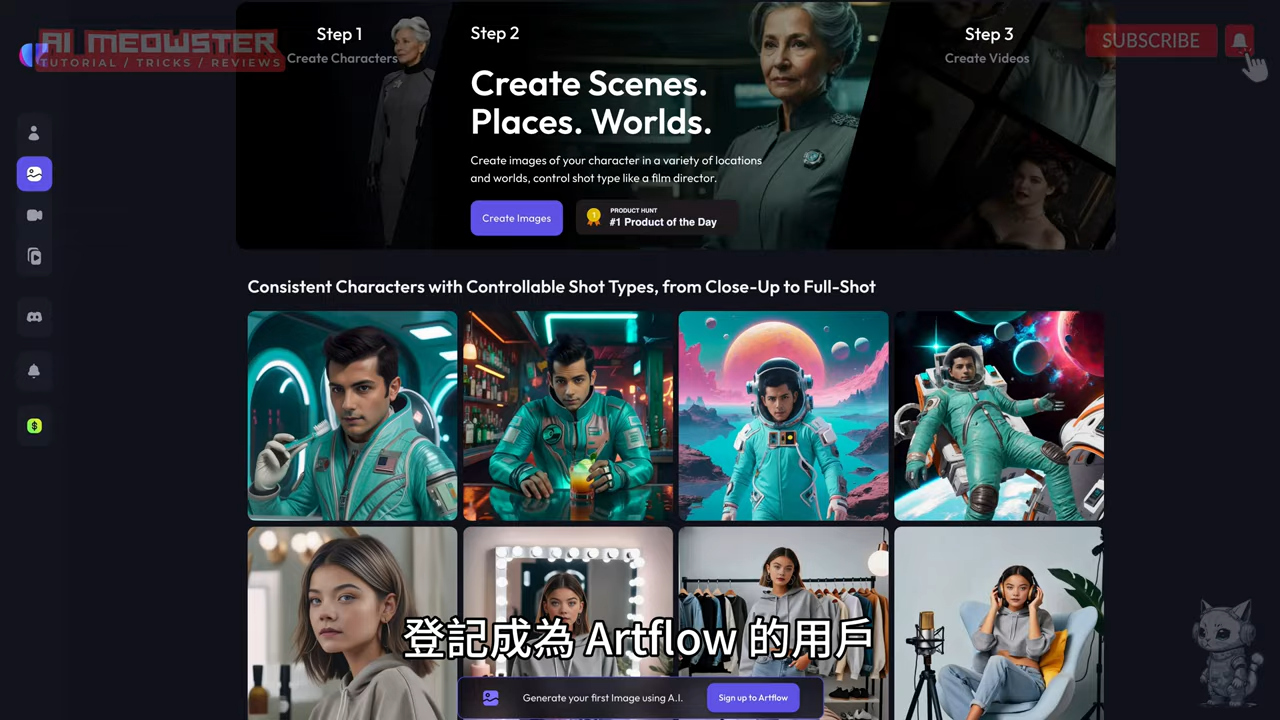 AI MEOWSTER
TUTORIAL / TRICKS / REVIEWS
Step 1
Create Characters
Step 2
Create Scenes.
Places. Worlds.
Create images of your character in a variety of locations
and worlds, control shot type like a film director.
Create Images
PRODUCT HUNT
#1 Product of the Day
Step 3
Create Videos
SUBSCRIBE
Consistent Characters with Controllable Shot Types, from Close-Up to Full-Shot
登記成為 Artflow 的用戶
Generate your first Image using A.I.
Sign up to Artflow